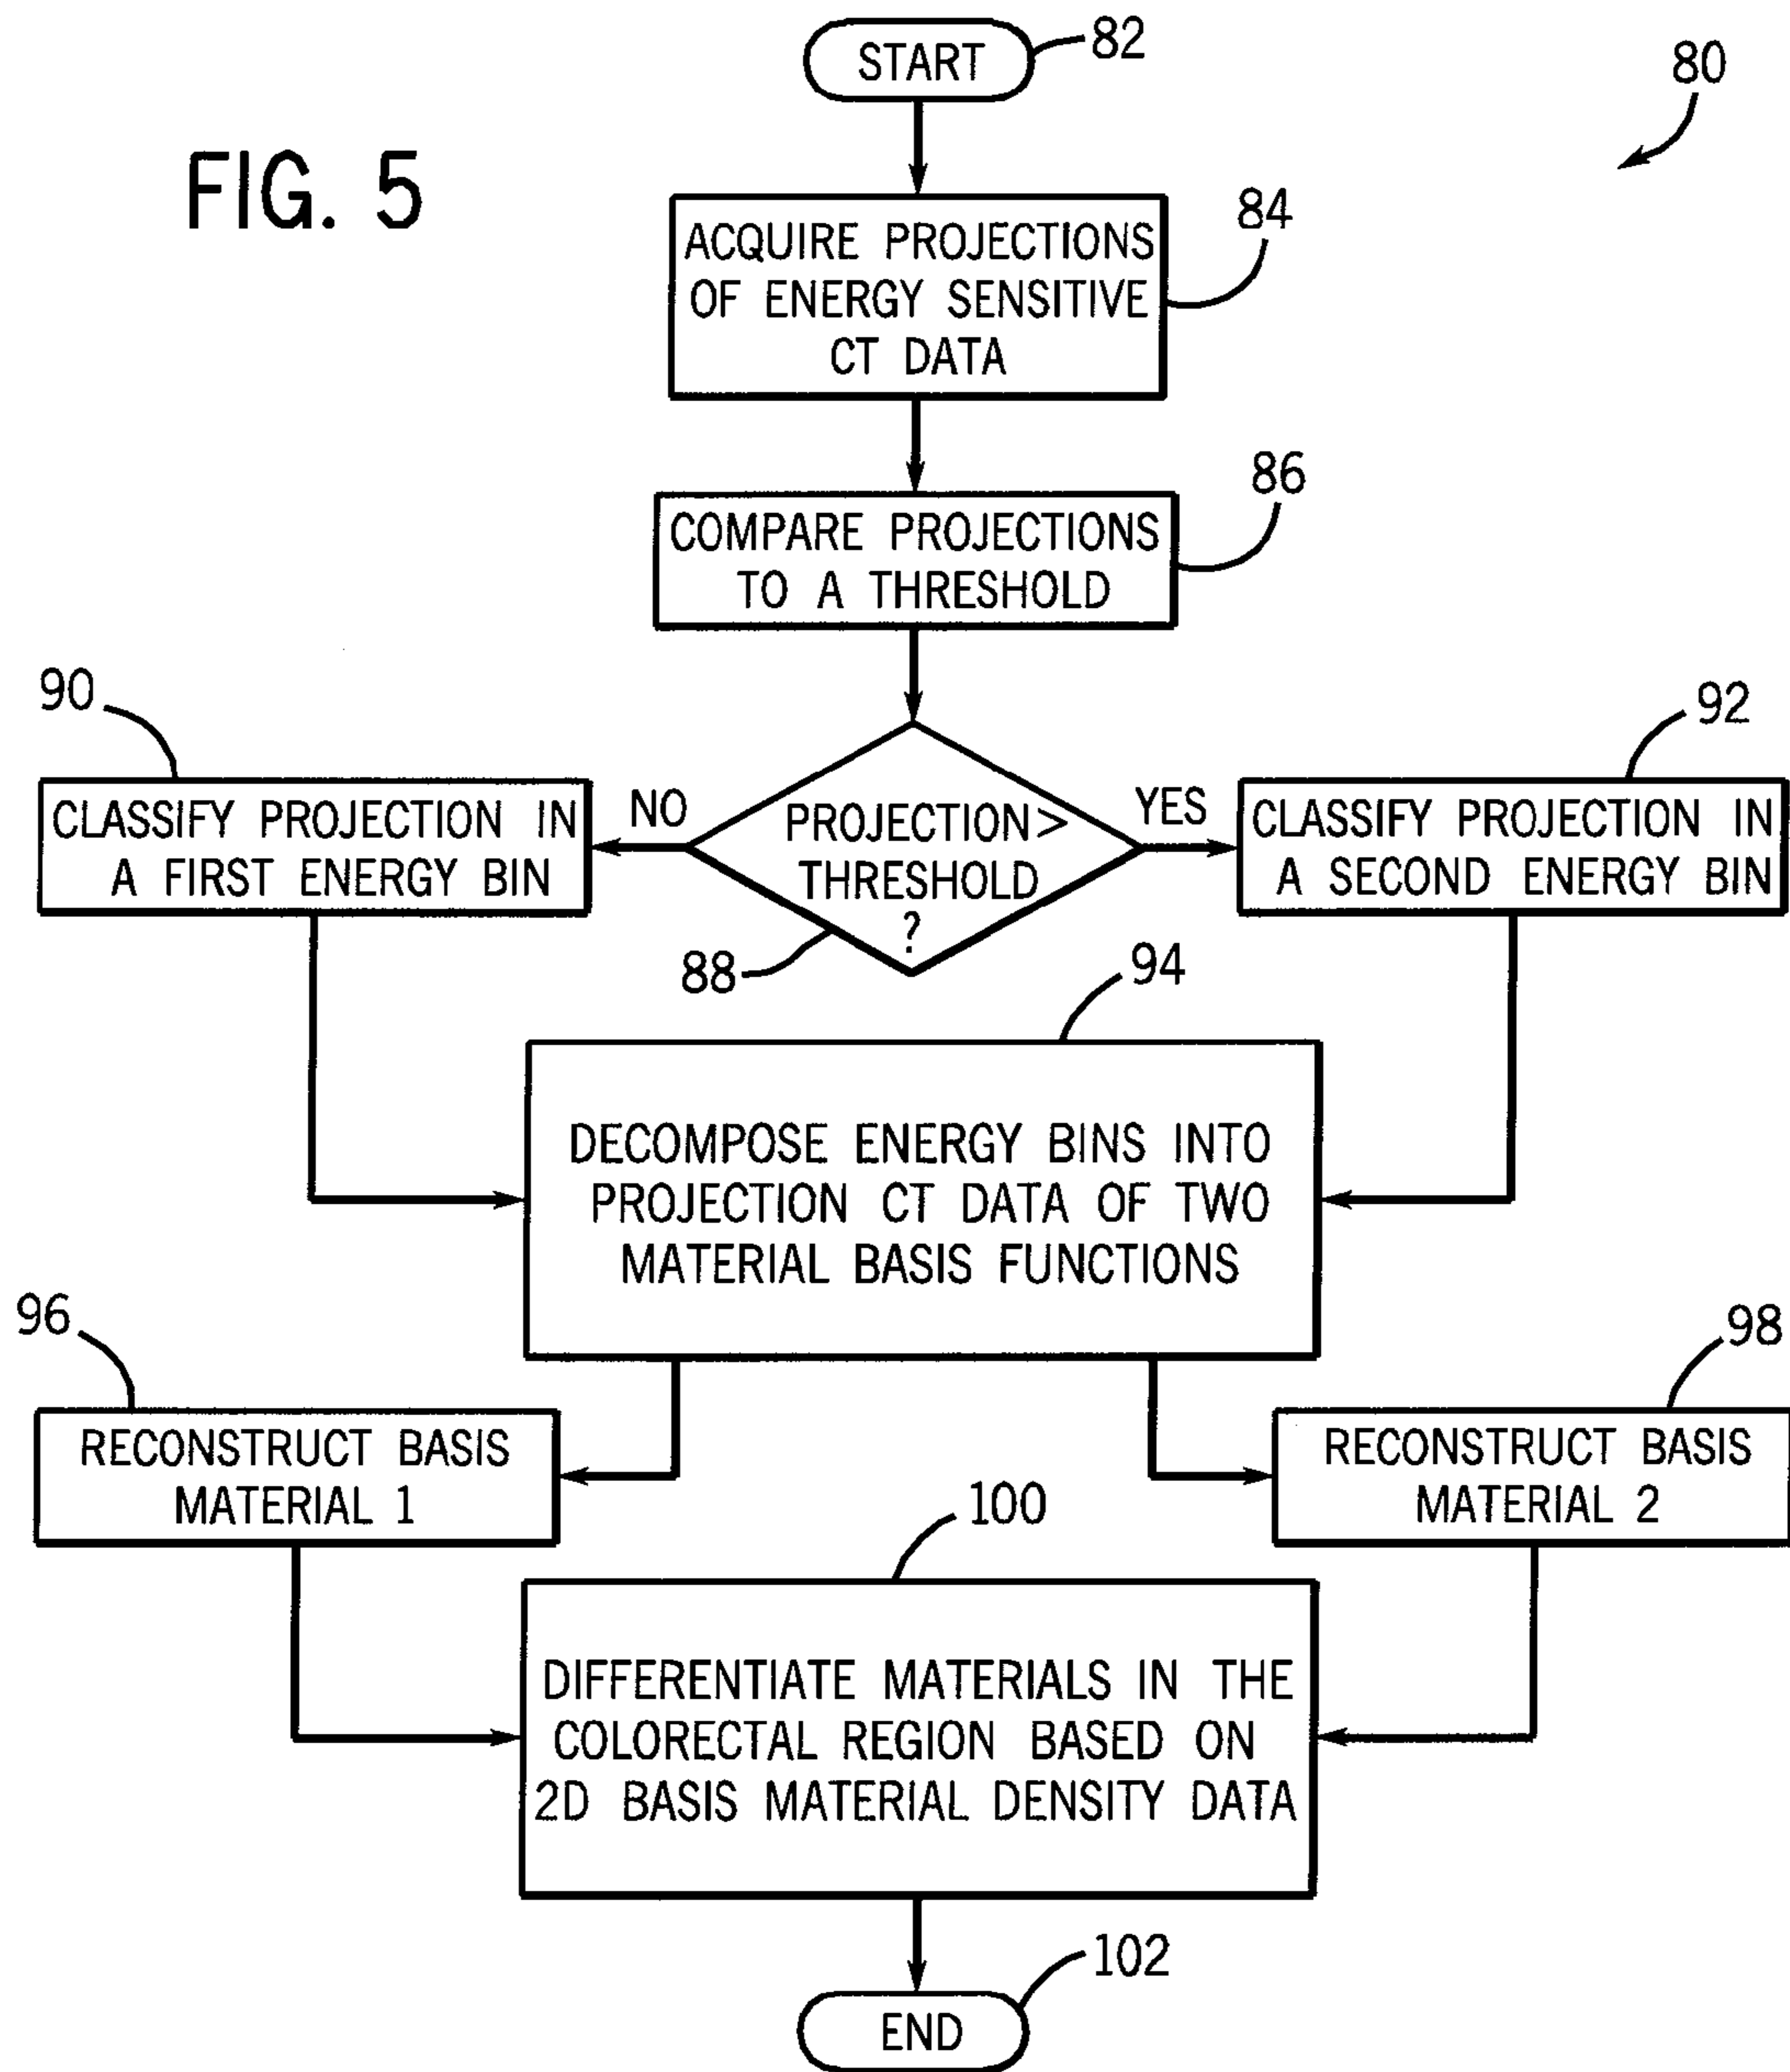 START
82
80
FIG. 5
84
ACQUIRE PROJECTIONS
OF ENERGY SENSITIVE
CT DATA
86
COMPARE PROJECTIONS
TO A THRESHOLD
90
92
CLASSIFY PROJECTION IN
A FIRST ENERGY BIN
NO
PROJECTION>
THRESHOLD
?
YES
CLASSIFY PROJECTION IN
A SECOND ENERGY BIN
88
94
DECOMPOSE ENERGY BINS INTO
PROJECTION CT DATA OF TWO
MATERIAL BASIS FUNCTIONS
96
98
RECONSTRUCT BASIS
MATERIAL 1
RECONSTRUCT BASIS
MATERIAL 2
100
DIFFERENTIATE MATERIALS IN THE
COLORECTAL REGION BASED ON
2D BASIS MATERIAL DENSITY DATA
102
END